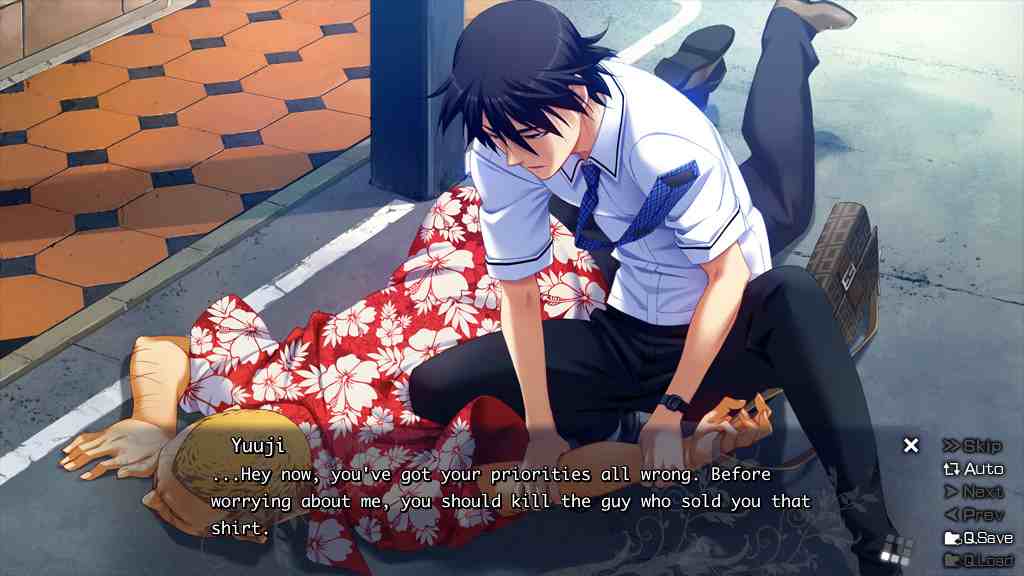 Yuuji
...Hey now, you've got your priorities all wrong. Before
worrying about me, you should kill the guy who sold you that
shirt.
Skip
Auto
Next
Prev
Q.Save
Q.Load